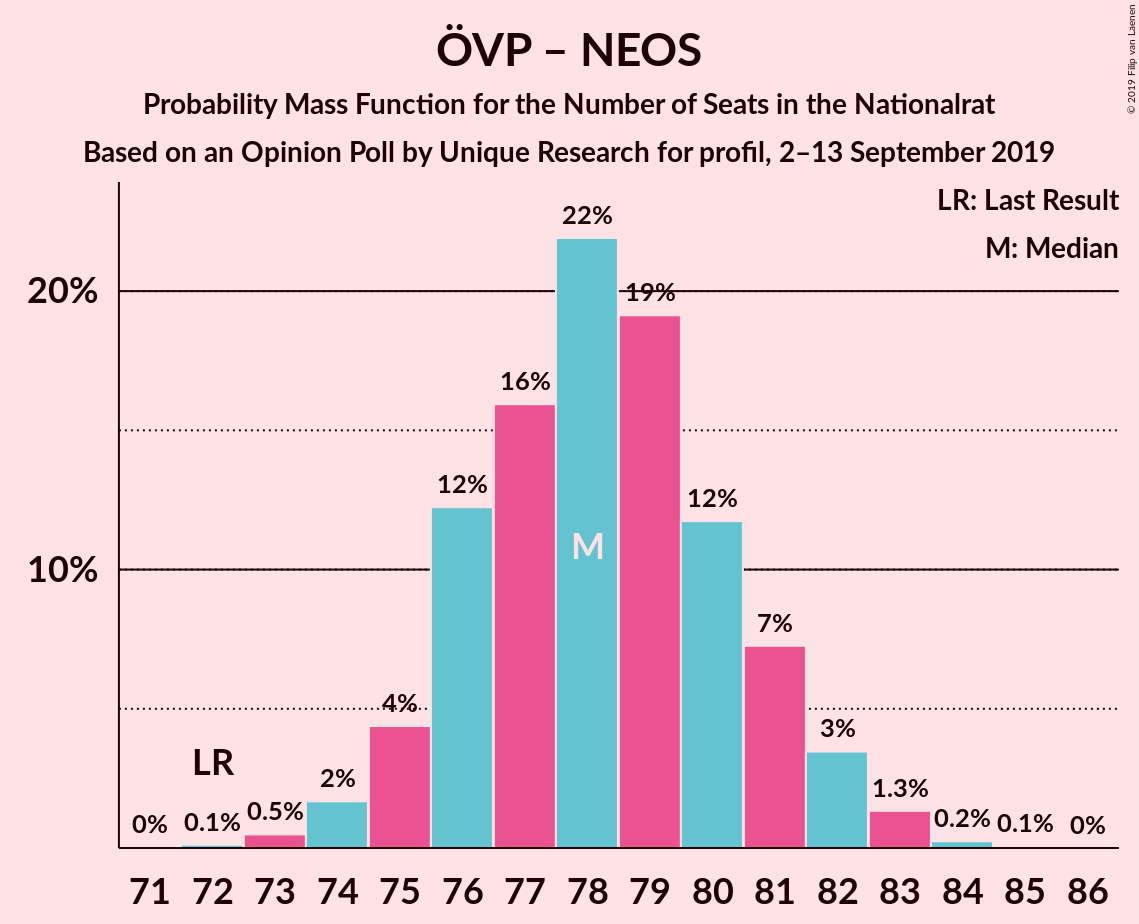 ÖVP – NEOS
Probability Mass Function for the Number of Seats in the Nationalrat
Based on an Opinion Poll by Unique Research for profil, 2–13 September 2019
© 2019 Filip van Laenen
LR: Last Result
M: Median
20%
10%
0% 0.1% 0.5% 2% 4% 12% 16% 22% 19% 12% 7% 3% 1.3% 0.2% 0.1% 0%
LR
M
71 72 73 74 75 76 77 78 79 80 81 82 83 84 85 86